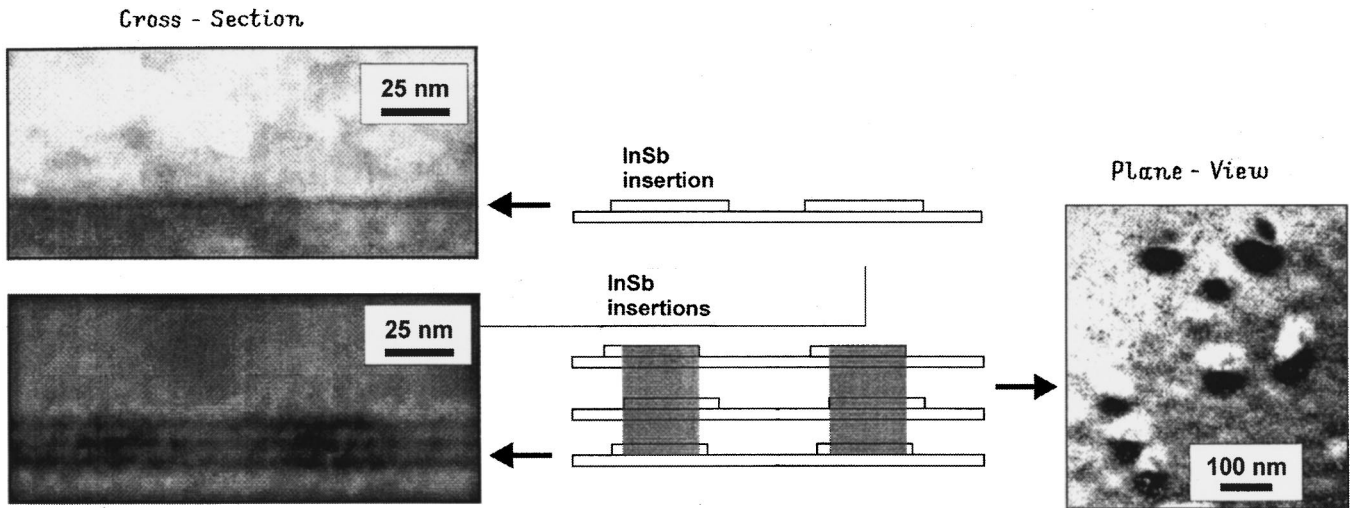 Cross - Section
25 nm
InSb
insertion
Plane - View
InSb
insertions
25 nm
100 nm